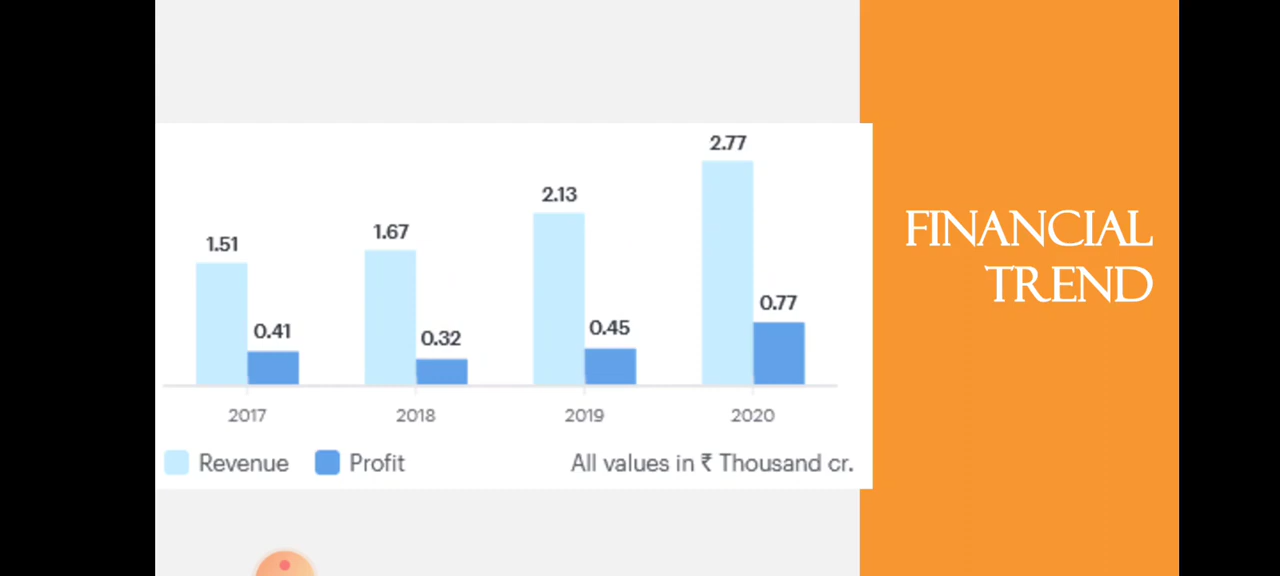 2.77
2.13
1.67
1.51
0.77
0.41
0.32
0.45
2017 2018 2019 2020
Revenue Profit All values in ₹ Thousand cr.
FINANCIAL
TREND